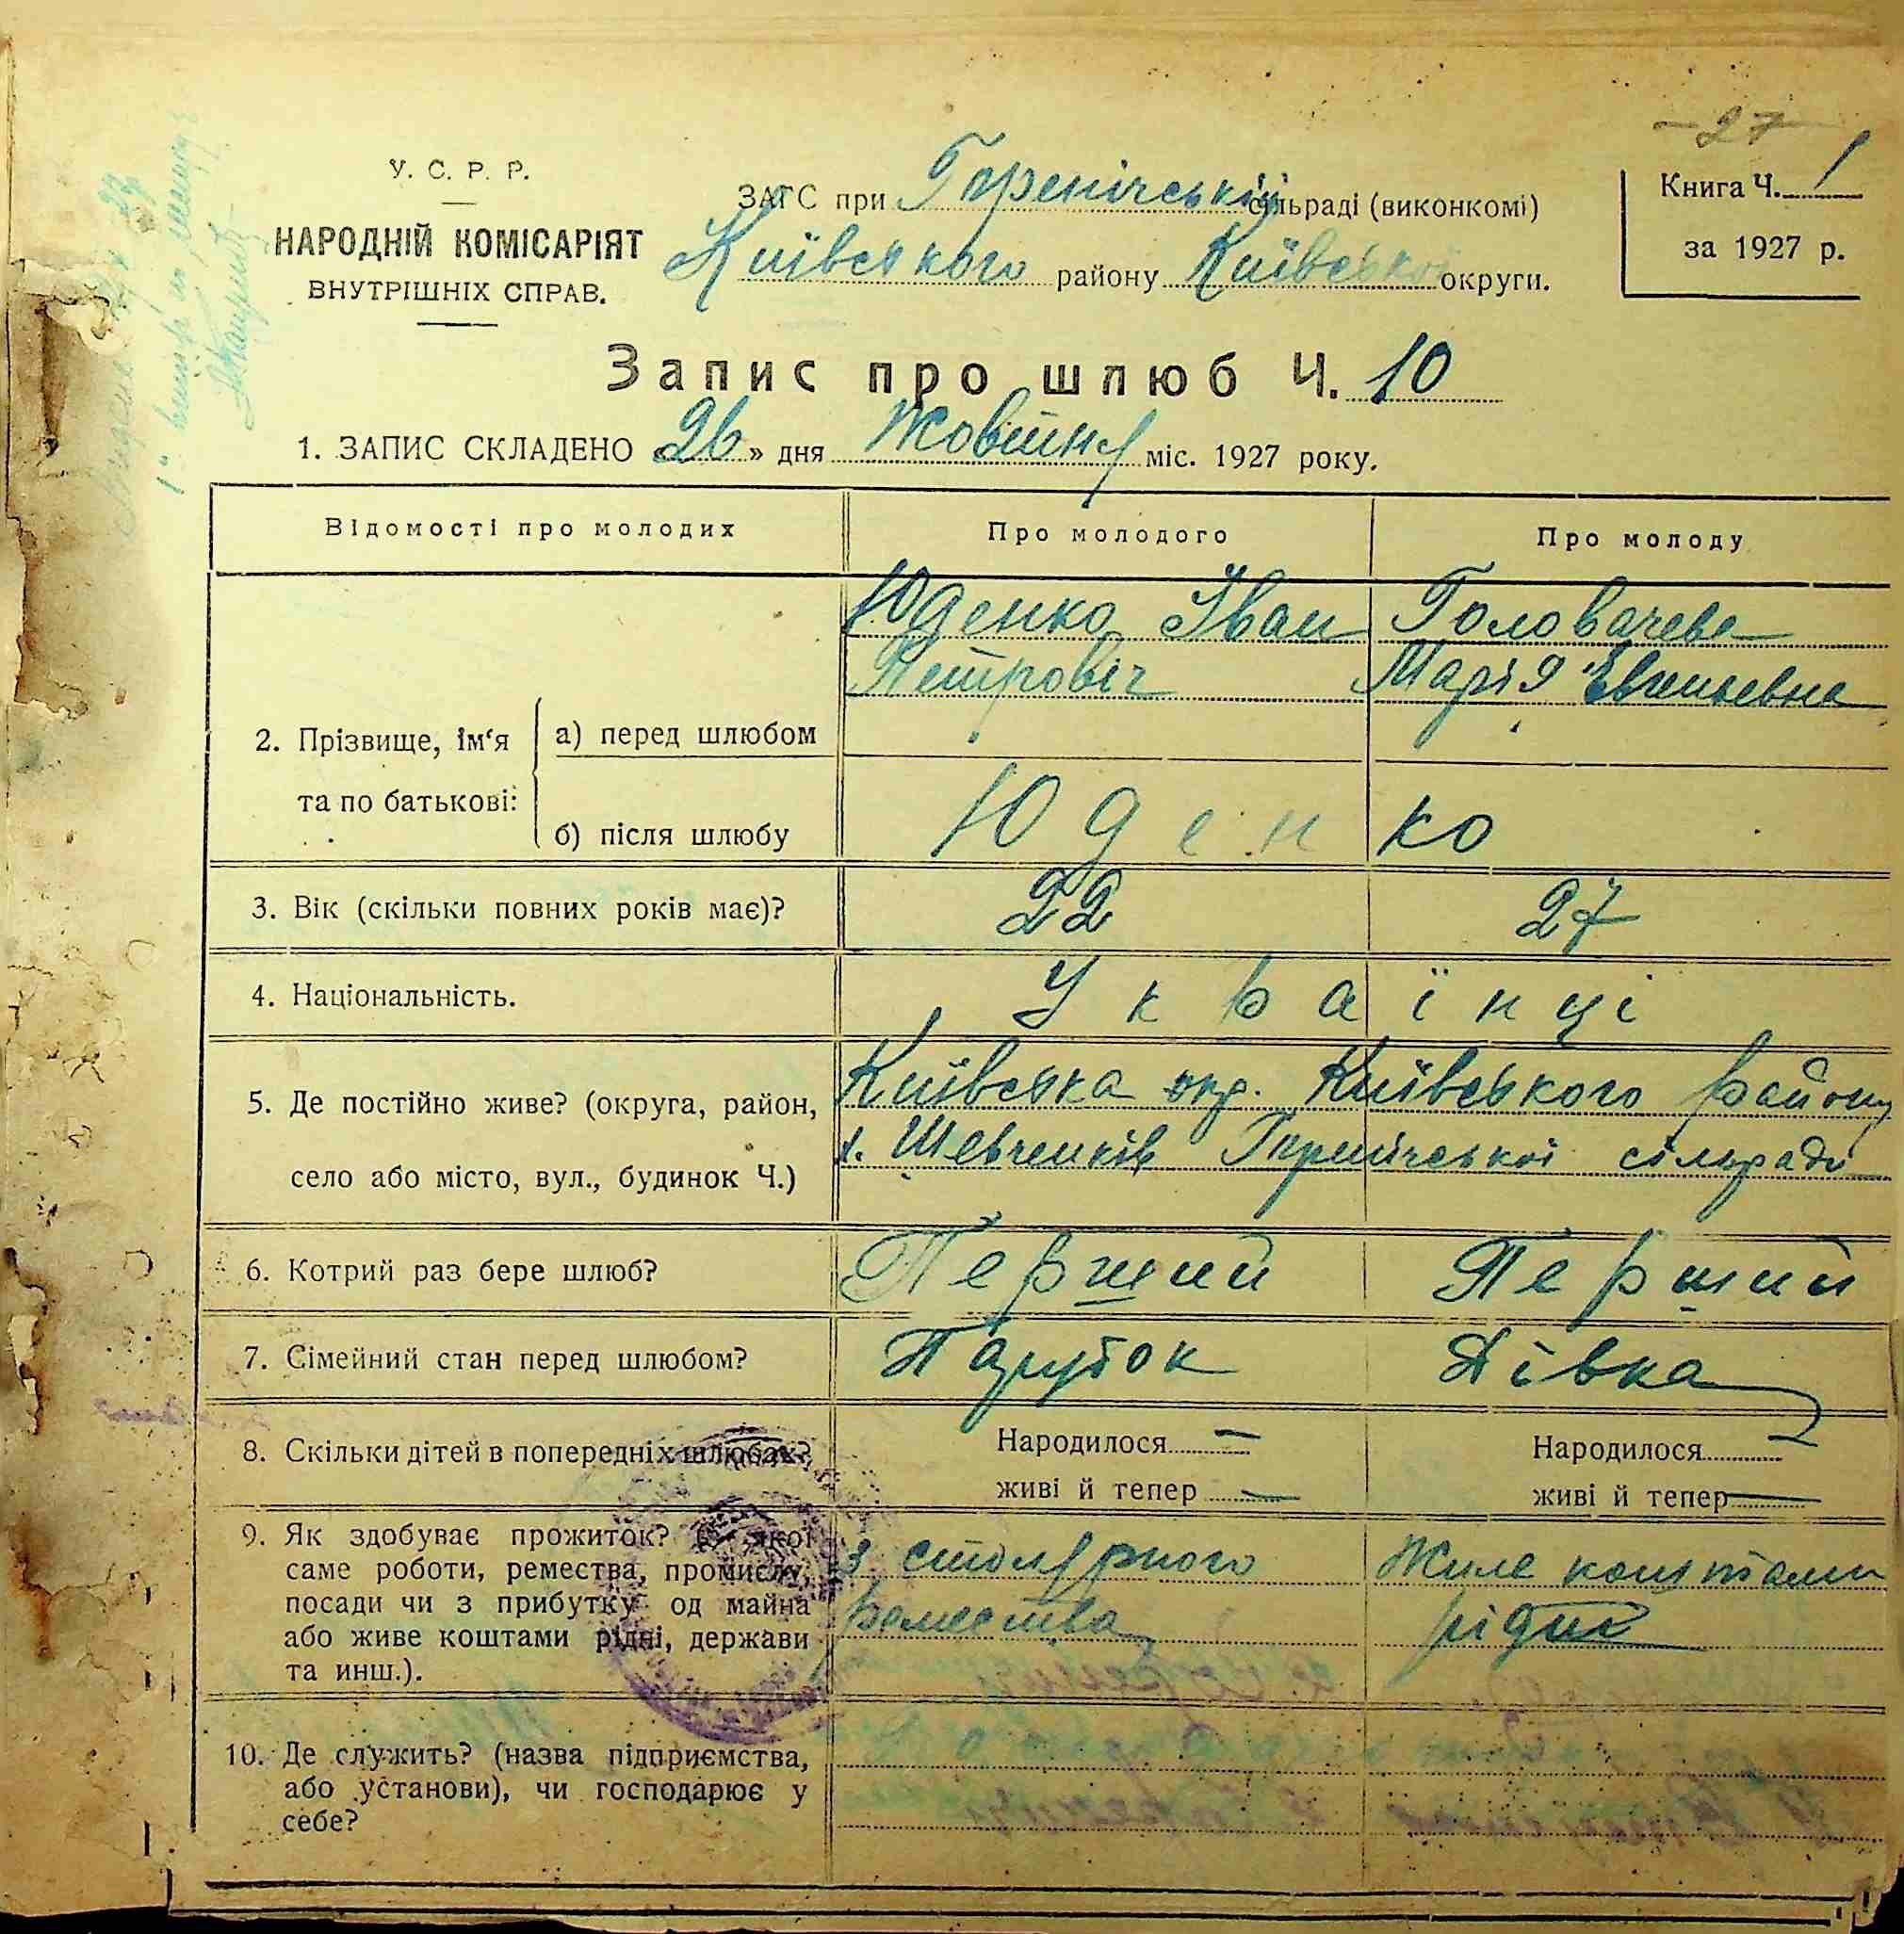 -27-
У. С. Р. Р.
НАРОДНІЙ КОМІСАРІЯТ
ВНУТРІШНІХ СПРАВ.
ЗАГС при Горенічській сільраді (виконкомі)
Київського району Київської округи.
Книга Ч. 1
за 1927 р.
Запис про шлюб Ч. 10
1. ЗАПИС СКЛАДЕНО «26» дня Жовтня міс. 1927 року.
Відомості про молодих
Про молодого
Про молоду
2. Прізвище, ім'я та по батькові:
а) перед шлюбом
Юденко Іван
Петровіч
Головачева
Марія Евгеньевна
б) після шлюбу
Юденко
3. Вік (скільки повних років має)?
22
27
4. Національність.
Українці
5. Де постійно живе? (округа, район,
село або місто, вул., будинок Ч.)
Київська окр. Київського району
х. Шевченків Горенічської сільради
6. Котрий раз бере шлюб?
Перший
Перший
7. Сімейний стан перед шлюбом?
Парубок
Дівка
8. Скільки дітей в попередніх шлюбах?
Народилося —
живі й тепер —
Народилося —
живі й тепер —
9. Як здобуває прожиток? (з якої
саме роботи, ремества, промислу,
посади чи з прибутку од майна
або живе коштами рідні, держави
та инш.).
з столярного
ремества
Живе коштами
рідні
10. Де служить? (назва підприємства,
або установи), чи господарює у
себе?